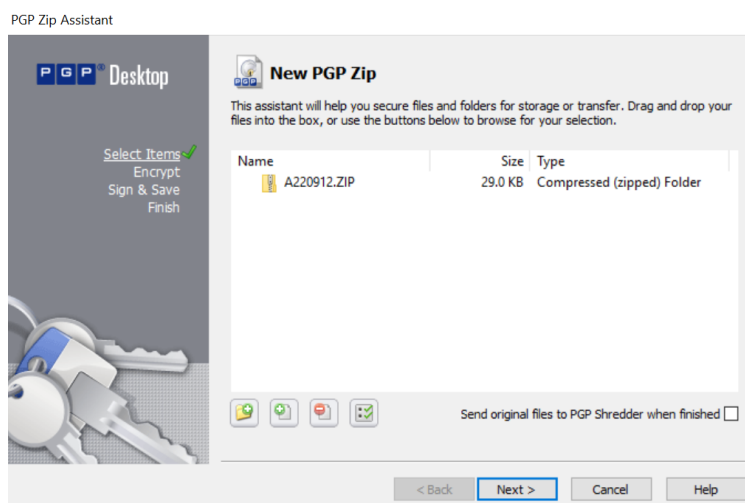 PGP Zip Assistant
PGP® Desktop
New PGP Zip
This assistant will help you secure files and folders for storage or transfer. Drag and drop your
files into the box, or use the buttons below to browse for your selection.
Select Items
Encrypt
Sign & Save
Finish
Name Size Type
A220912.ZIP 29.0 KB Compressed (zipped) Folder
Send original files to PGP Shredder when finished
< Back Next > Cancel Help